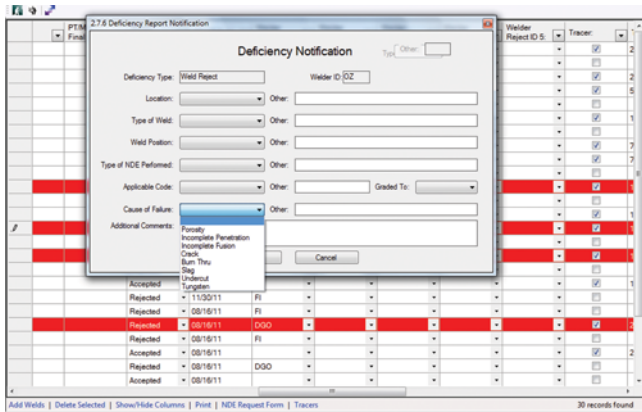 2.7.6 Deficiency Report Notification
PT/M
Final
Welder
Reject ID 5:
Tracer:
Deficiency Notification
Other:
Deficiency Type: Weld Reject Welder ID: OZ
Location: Other:
Type of Weld: Other:
Weld Position: Other:
Type of NDE Performed: Other:
Applicable Code: Other: Graded To:
Cause of Failure: Other:
Additional Comments:
Porosity
Incomplete Penetration
Incomplete Fusion
Crack
Burn Thru
Slag
Undercut
Tungsten
Cancel
Accepted
Rejected 11/30/11 FI
Rejected 08/16/11 FI
Rejected 08/16/11 DGO
Rejected 08/16/11 FI
Accepted 08/16/11
Rejected 08/16/11 DGO
Accepted 08/16/11
Add Welds | Delete Selected | Show/Hide Columns | Print | NDE Request Form | Tracers 30 records found